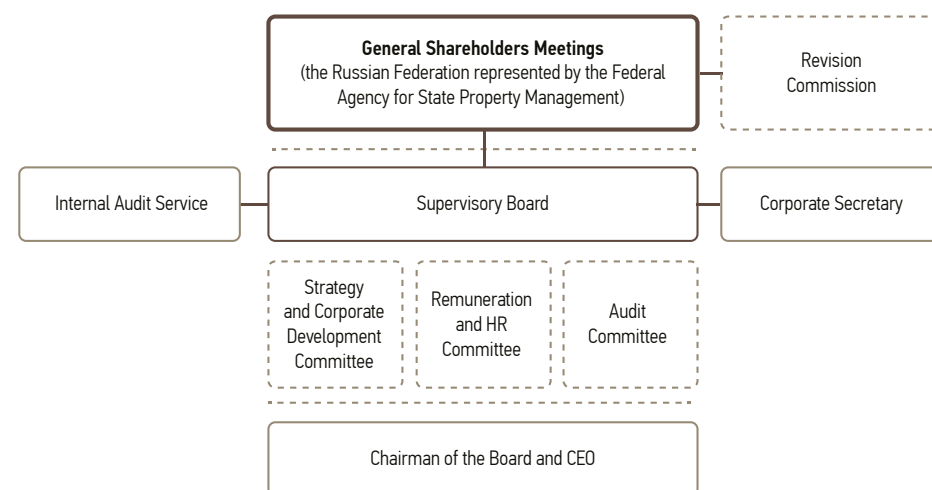 General Shareholders Meetings
(the Russian Federation represented by the Federal
Agency for State Property Management)
Revision
Commission
Internal Audit Service
Supervisory Board
Corporate Secretary
Strategy
and Corporate
Development
Committee
Remuneration
and HR
Committee
Audit
Committee
Chairman of the Board and CEO